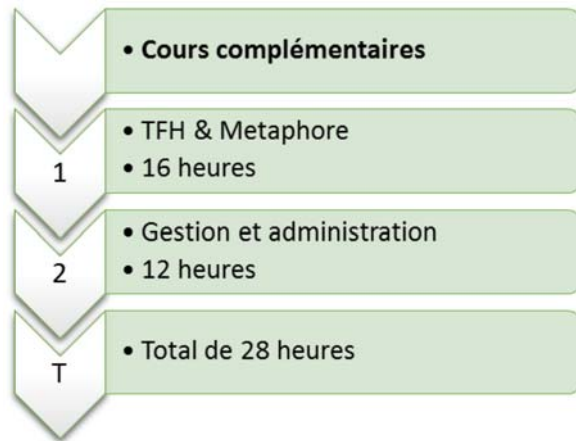 • Cours complémentaires
1
• TFH & Metaphore
• 16 heures
2
• Gestion et administration
• 12 heures
T
• Total de 28 heures